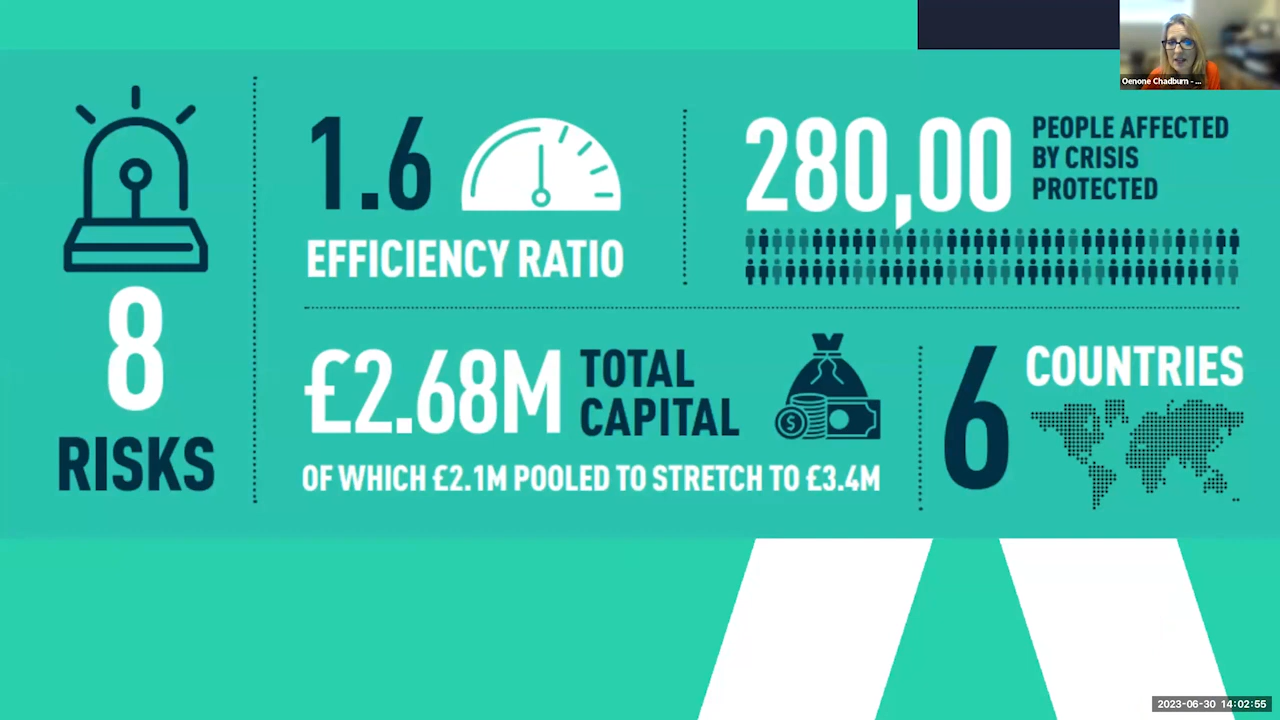 8
RISKS
1.6
EFFICIENCY RATIO
280,00
PEOPLE AFFECTED
BY CRISIS
PROTECTED
£2.68M
TOTAL
CAPITAL
$
OF WHICH £2.1M POOLED TO STRETCH TO £3.4M
6
COUNTRIES
Oenone Chadburn - ...
2023-06-30 14:02:55